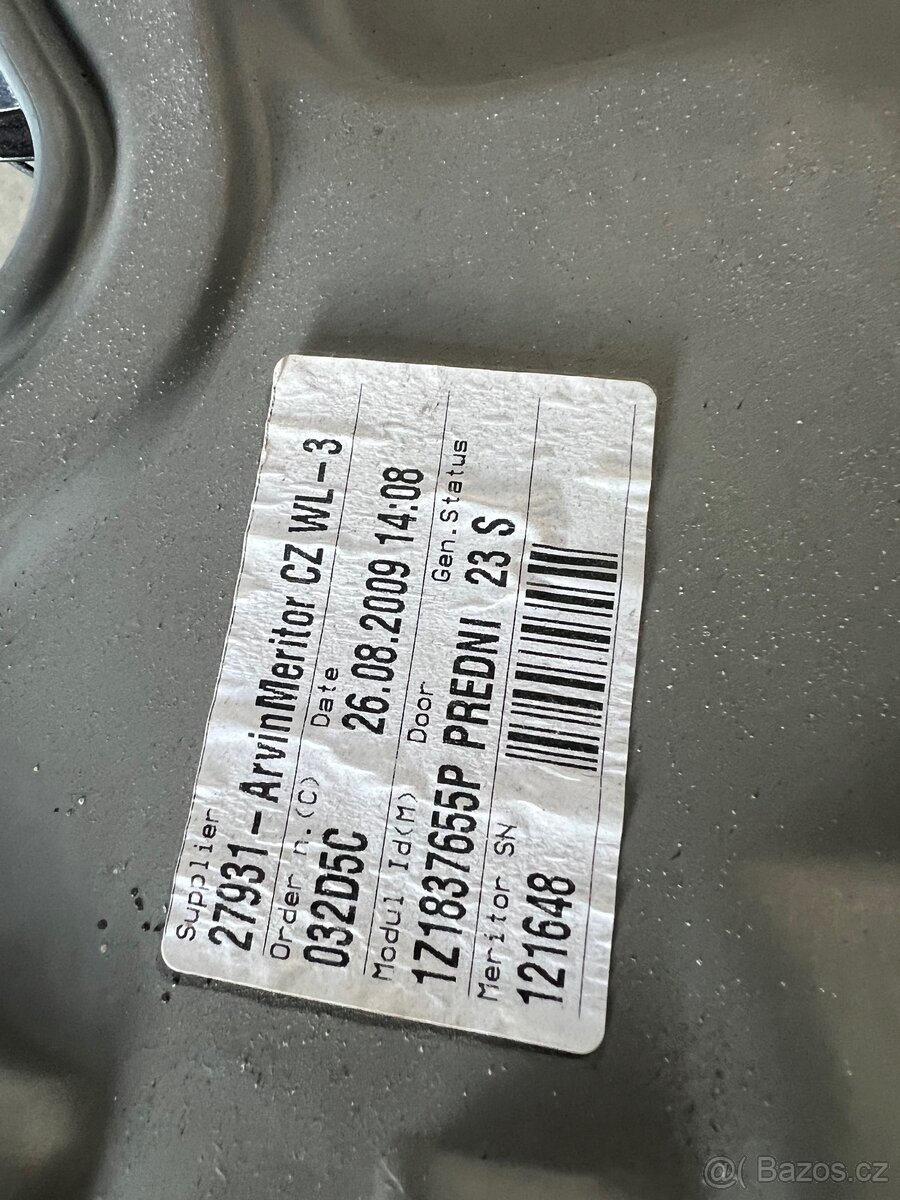 Supplier
27931-ArvinMeritor CZ WL-3
Order n.(C) Date
032D5C 26.08.2009 14:08
Modul Id(M) Door Gen.Status
1Z1837655P PREDNI 23 S
Meritor SN
121648
@( Bazoš.cz